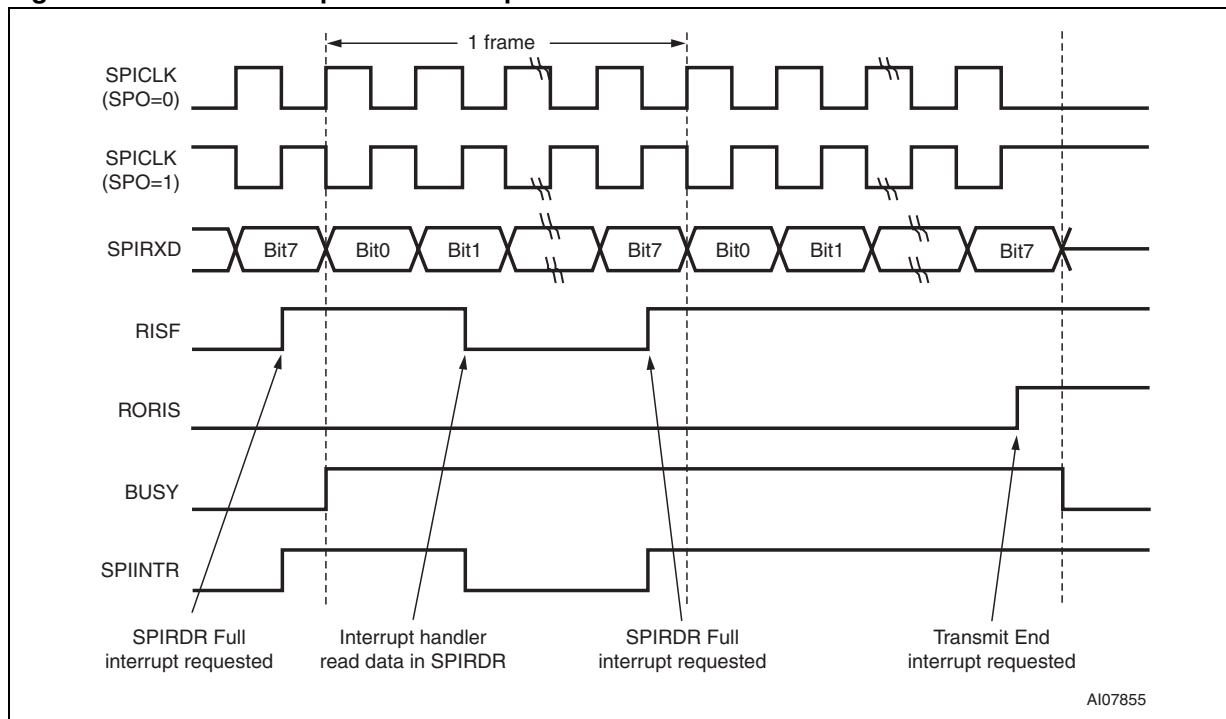 1 frame
SPICLK
(SPO=0)
SPICLK
(SPO=1)
SPIRXD
Bit7
Bit0
Bit1
Bit7
Bit0
Bit1
Bit7
RISF
RORIS
BUSY
SPIINTR
SPIRDR Full
interrupt requested
Interrupt handler
read data in SPIRDR
SPIRDR Full
interrupt requested
Transmit End
interrupt requested
AI07855